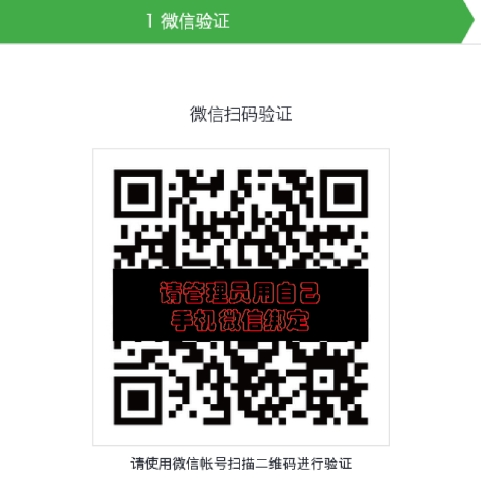 1 微信验证
微信扫码验证
请管理员用自己
手机微信绑定
请使用微信帐号扫描二维码进行验证